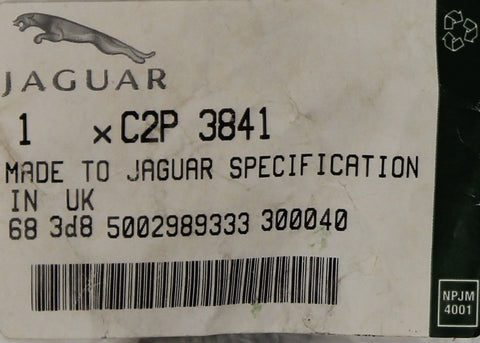 JAGUAR
1 x C2P 3841
MADE TO JAGUAR SPECIFICATION
IN UK
68 3d8 5002989333 300040
NPJM
4001